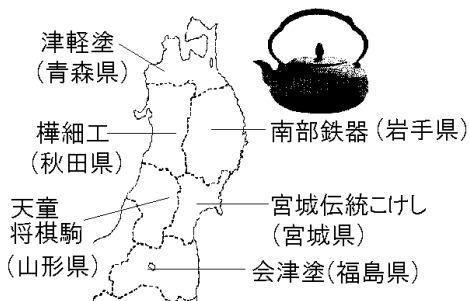 津軽塗
(青森県)
樺細工
(秋田県)
南部鉄器(岩手県)
天童
将棋駒
(山形県)
宮城伝統こけし
(宮城県)
会津塗(福島県)